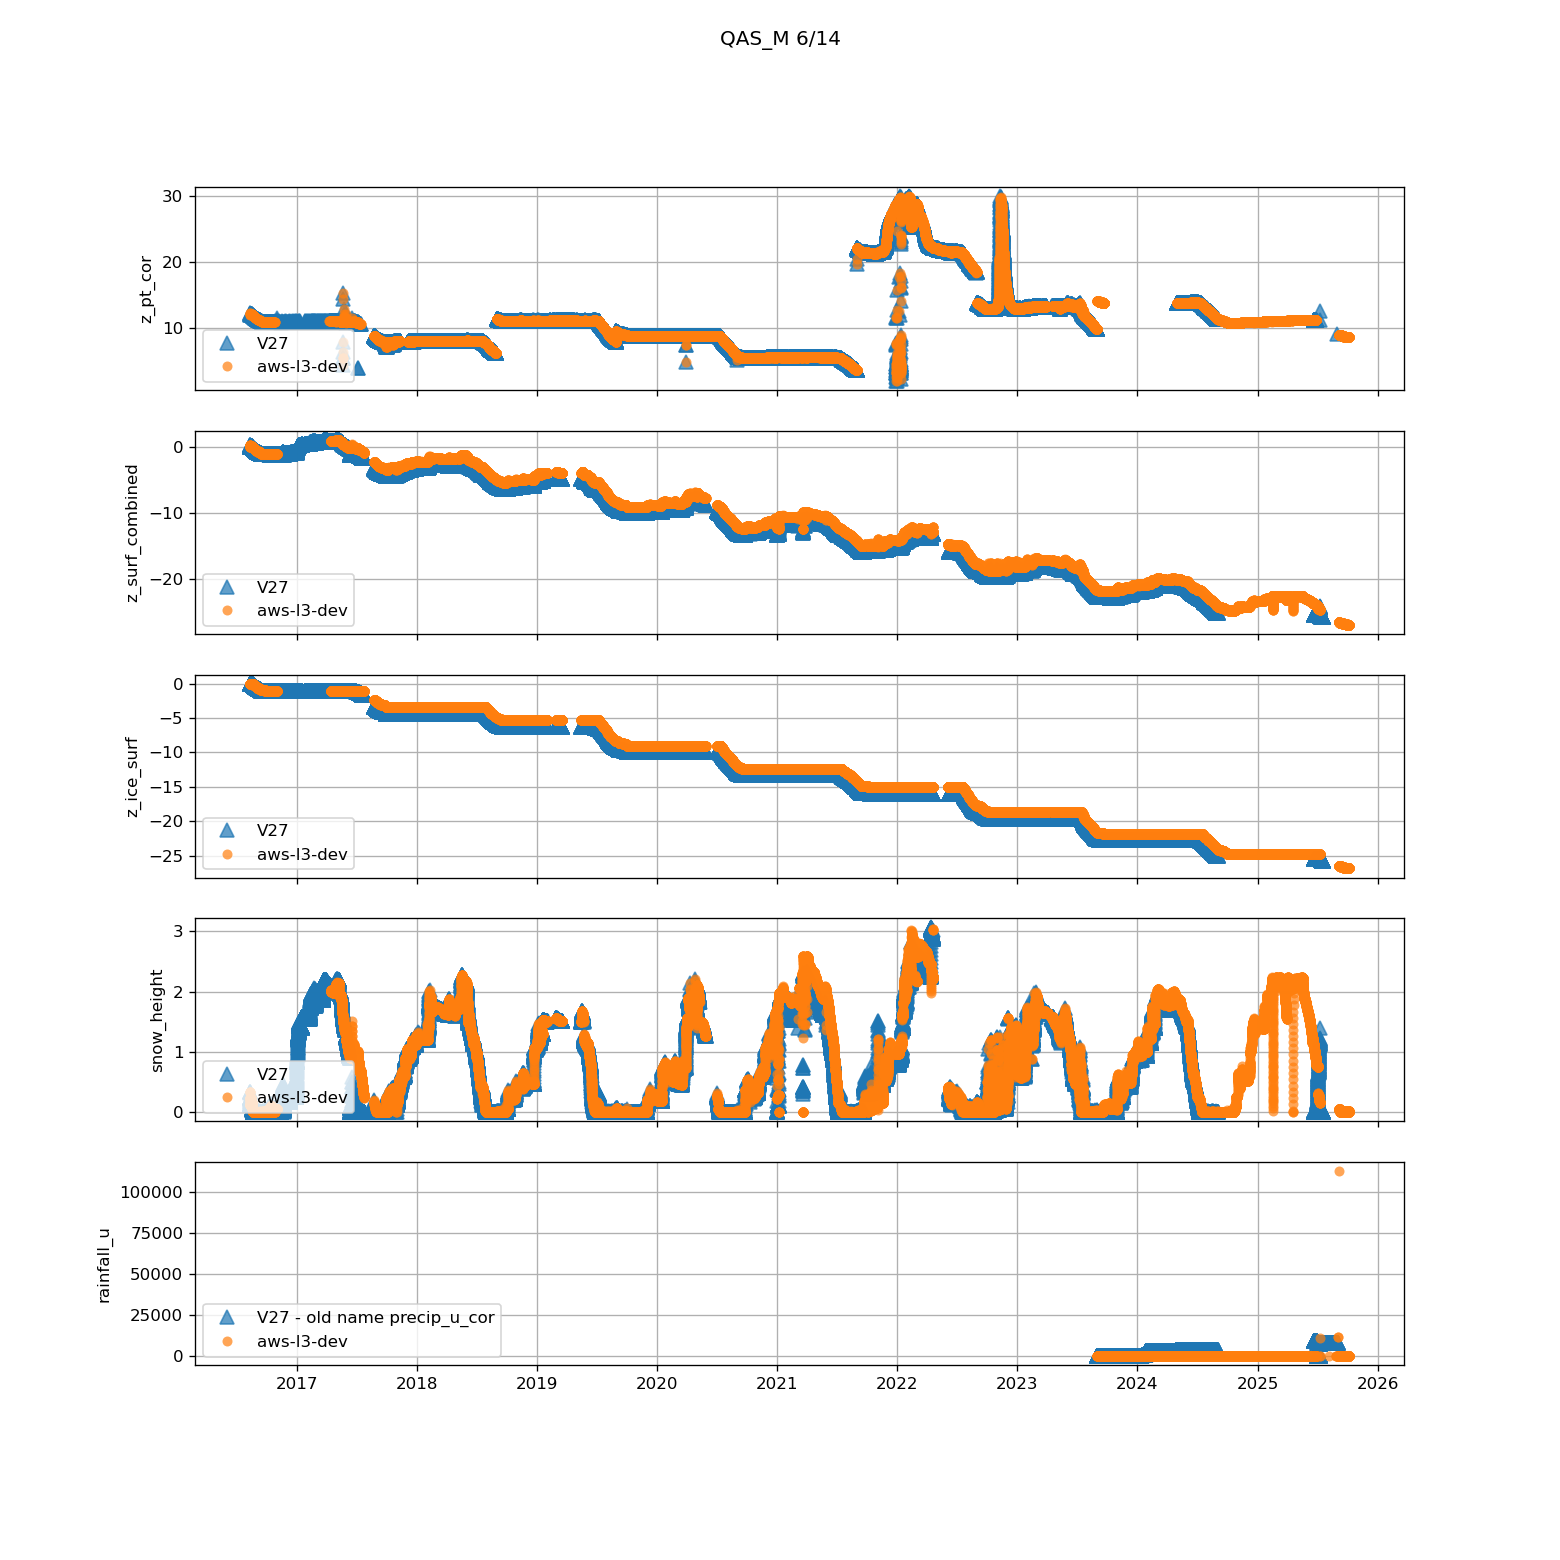 QAS_M 6/14
30
20
10
z_pt_cor
V27
aws-l3-dev
0
−10
−20
z_surf_combined
V27
aws-l3-dev
0
−5
−10
−15
−20
−25
z_ice_surf
V27
aws-l3-dev
3
2
1
0
snow_height
V27
aws-l3-dev
100000
75000
50000
25000
0
rainfall_u
V27 - old name precip_u_cor
aws-l3-dev
2017 2018 2019 2020 2021 2022 2023 2024 2025 2026